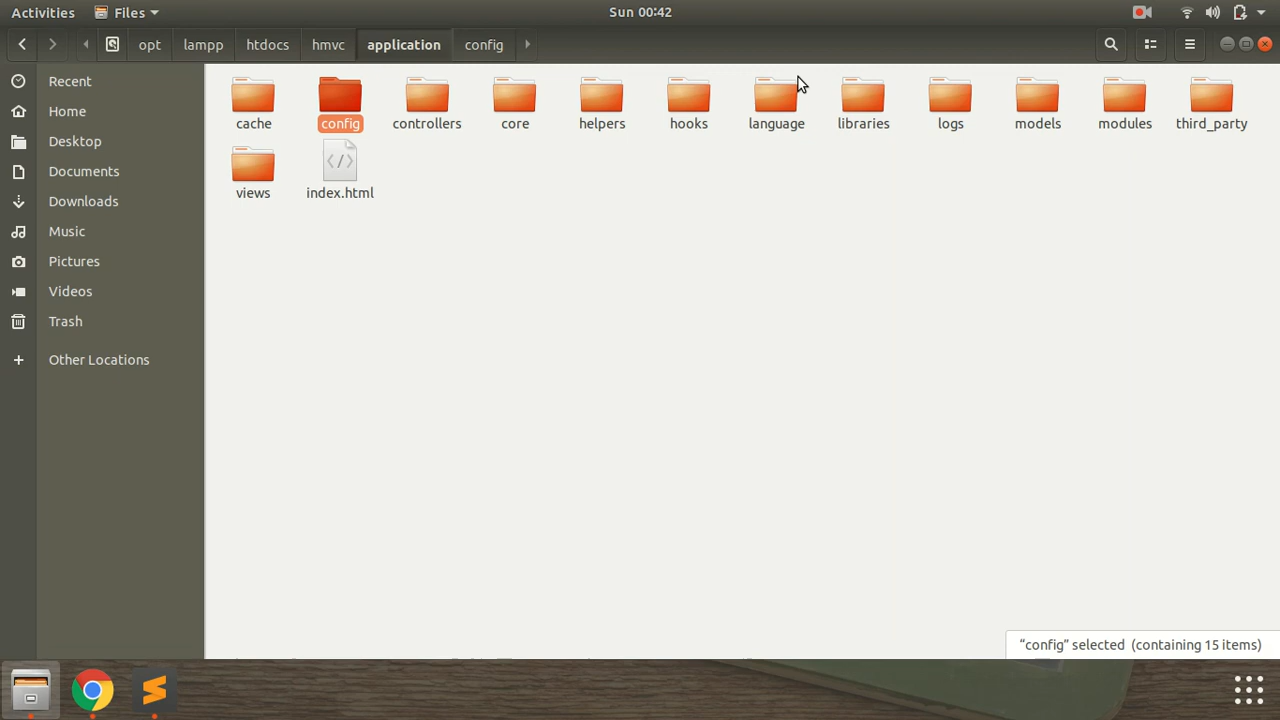 Activities Files Sun 00:42
opt lampp htdocs hmvc application config
Recent
Home
Desktop
Documents
Downloads
Music
Pictures
Videos
Trash
Other Locations
cache config controllers core helpers hooks language libraries logs models modules third_party
views index.html
“config” selected (containing 15 items)